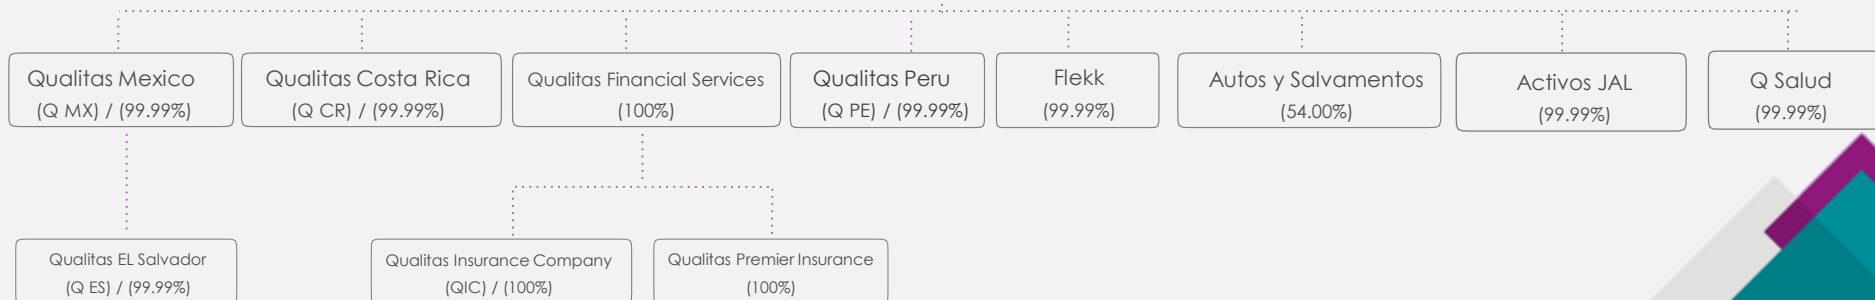 Qualitas Mexico
(Q MX) / (99.99%)
Qualitas Costa Rica
(Q CR) / (99.99%)
Qualitas Financial Services
(100%)
Qualitas Peru
(Q PE) / (99.99%)
Flekk
(99.99%)
Autos y Salvamentos
(54.00%)
Activos JAL
(99.99%)
Q Salud
(99.99%)
Qualitas EL Salvador
(Q ES) / (99.99%)
Qualitas Insurance Company
(QIC) / (100%)
Qualitas Premier Insurance
(100%)